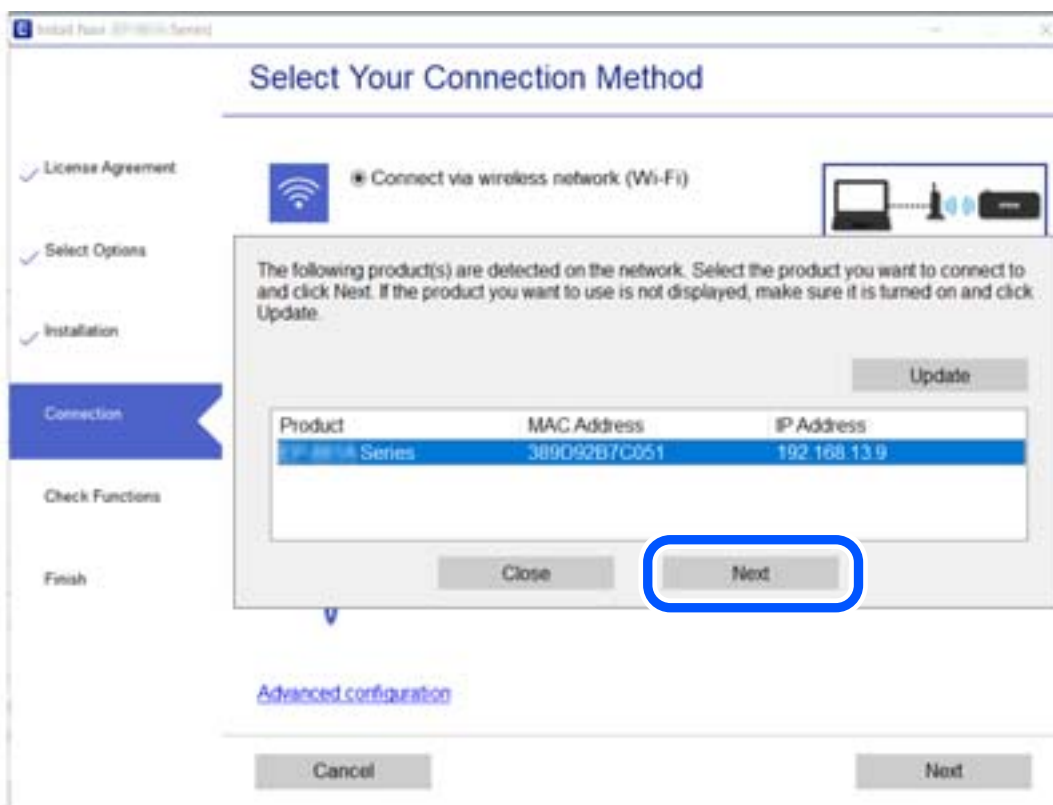 Select Your Connection Method
License Agreement
Select Options
Installation
Connection
Check Functions
Finish
Connect via wireless network (Wi-Fi)
The following product(s) are detected on the network. Select the product you want to connect to
and click Next. If the product you want to use is not displayed, make sure it is turned on and click
Update.
Update
Product MAC Address IP Address
Series 389D92B7C051 192.168.13.9
Close Next
Advanced configuration
Cancel Next